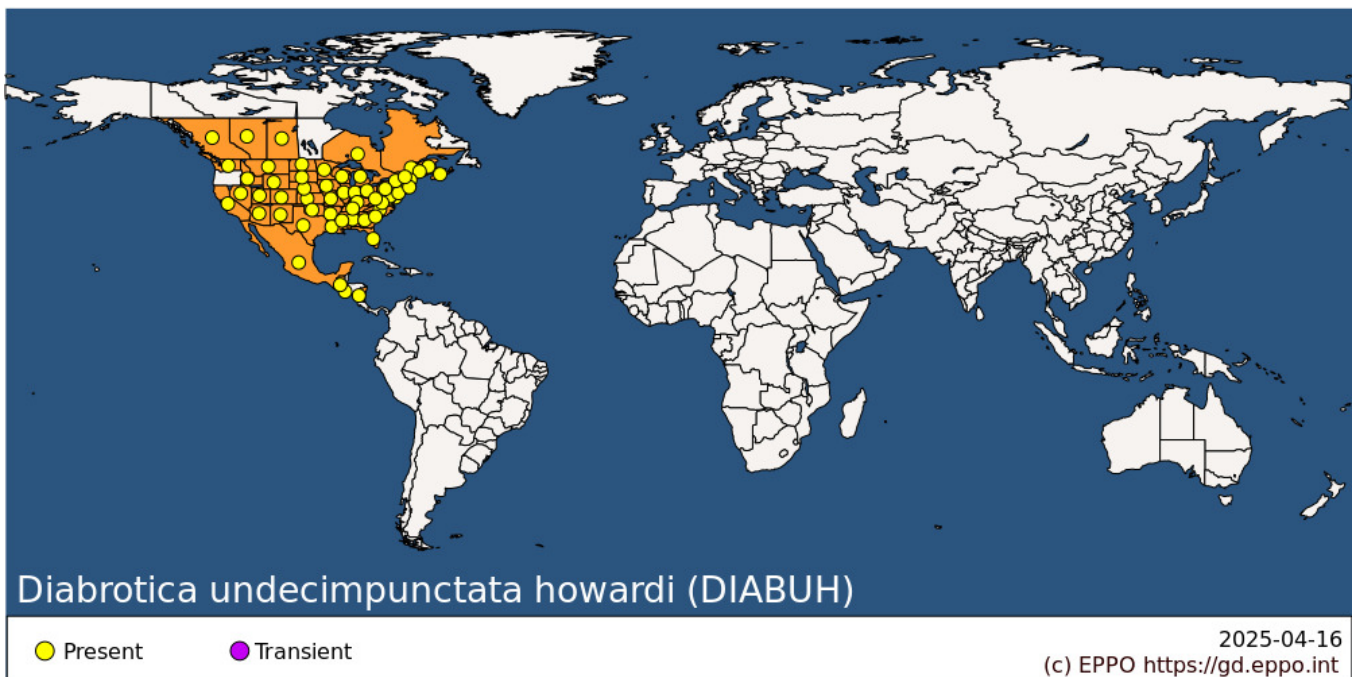 Diabrotica undecimpunctata howardi (DIABUH)
Present
Transient
2025-04-16
(c) EPPO https://gd.eppo.int